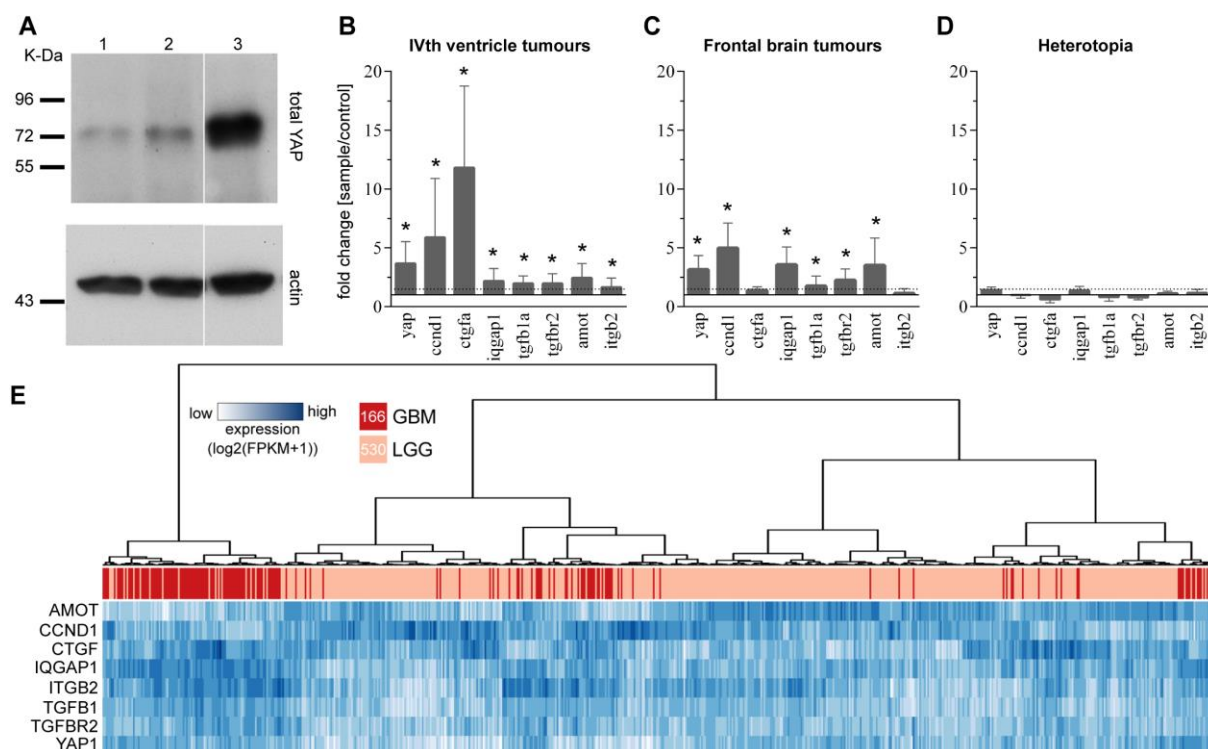 A
K-Da
1 2 3
96
72
55
total YAP
43
actin
B
IVth ventricle tumours
fold change [sample/control]
20
15
10
5
0
* * * * * * * *
yap ccnd1 ctgfa iqgap1 tgfb1a tgfbr2 amot itgb2
C
Frontal brain tumours
20
15
10
5
0
* * * * * *
yap ccnd1 ctgfa iqgap1 tgfb1a tgfbr2 amot itgb2
D
Heterotopia
20
15
10
5
0
yap ccnd1 ctgfa iqgap1 tgfb1a tgfbr2 amot itgb2
E
low high
expression
(log2(FPKM+1))
166 GBM
530 LGG
AMOT
CCND1
CTGF
IQGAP1
ITGB2
TGFB1
TGFBR2
YAP1